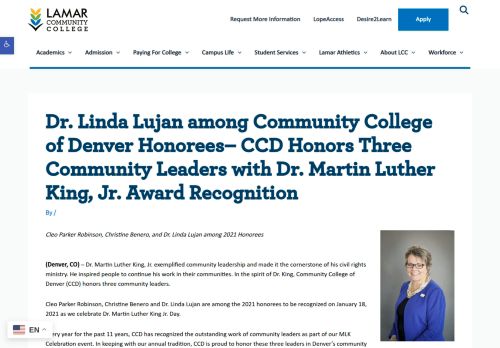 LAMAR
COMMUNITY
COLLEGE
Request More Information LopeAccess Desire2Learn Apply
Academics Admission Paying For College Campus Life Student Services Lamar Athletics About LCC Workforce
Dr. Linda Lujan among Community College
of Denver Honorees– CCD Honors Three
Community Leaders with Dr. Martin Luther
King, Jr. Award Recognition
By /
Cleo Parker Robinson, Christine Benero, and Dr. Linda Lujan among 2021 Honorees
(Denver, CO) – Dr. Martin Luther King, Jr. exemplified community leadership and made it the cornerstone of his civil rights
ministry. He inspired people to continue his work in their communities. In the spirit of Dr. King, Community College of
Denver (CCD) honors three community leaders.
Cleo Parker Robinson, Christine Benero and Dr. Linda Lujan are among the 2021 honorees to be recognized on January 18,
2021 as we celebrate Dr. Martin Luther King Jr. Day.
ery year for the past 11 years, CCD has recognized the outstanding work of community leaders as part of our MLK
Celebration event. In keeping with our annual tradition, CCD is proud to honor these three leaders in Denver's community
EN